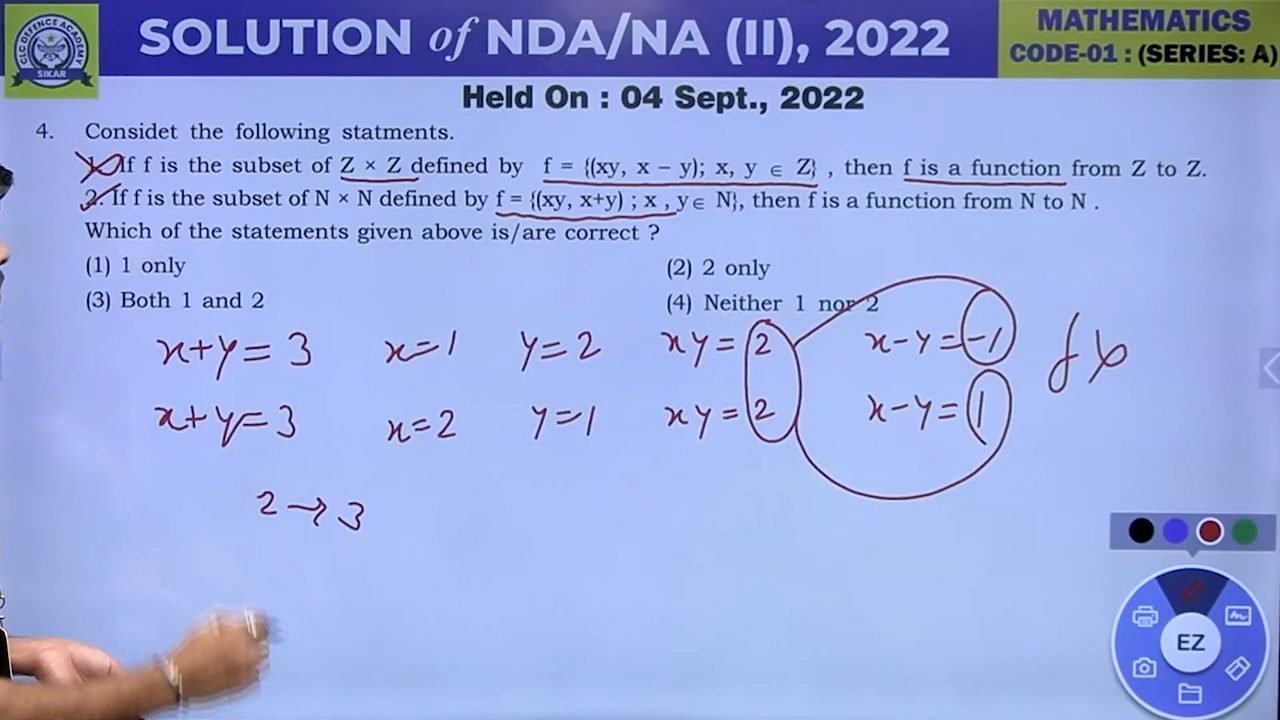 CLC DEFENCE ACADEMY
SIKAR
SOLUTION of NDA/NA (II), 2022
MATHEMATICS
CODE-01 : (SERIES: A)
Held On : 04 Sept., 2022
4. Considet the following statments.
1. If f is the subset of Z × Z defined by f = {(xy, x − y); x, y ∈ Z} , then f is a function from Z to Z.
2. If f is the subset of N × N defined by f = {(xy, x+y) ; x , y ∈ N}, then f is a function from N to N .
Which of the statements given above is/are correct ?
(1) 1 only (2) 2 only
(3) Both 1 and 2 (4) Neither 1 nor 2
x+y=3 x=1 y=2 xy=2 x-y=-1
x+y=3 x=2 y=1 xy=2 x-y=1
2→3
EZ